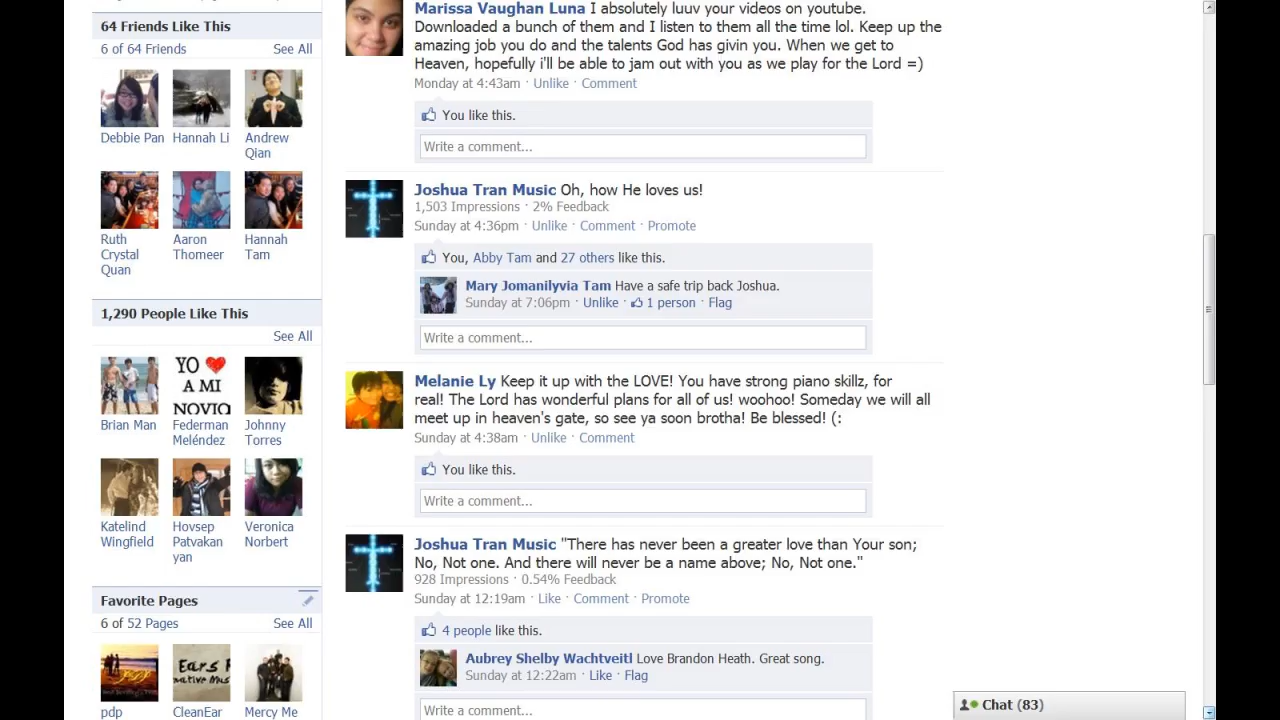 64 Friends Like This
6 of 64 Friends See All
Debbie Pan Hannah Li Andrew
Qian
Ruth Aaron Hannah
Crystal Thomeer Tam
Quan
1,290 People Like This
See All
YO
A MI
NOVIO
Brian Man Federman Johnny
Meléndez Torres
Katelind Hovsep Veronica
Wingfield Patvakan Norbert
yan
Favorite Pages
6 of 52 Pages See All
pdp CleanEar Mercy Me
Marissa Vaughan Luna I absolutely luuv your videos on youtube.
Downloaded a bunch of them and I listen to them all the time lol. Keep up the
amazing job you do and the talents God has givin you. When we get to
Heaven, hopefully i'll be able to jam out with you as we play for the Lord =)
Monday at 4:43am · Unlike · Comment
You like this.
Write a comment...
Joshua Tran Music Oh, how He loves us!
1,503 Impressions · 2% Feedback
Sunday at 4:36pm · Unlike · Comment · Promote
You, Abby Tam and 27 others like this.
Mary Jomanilyvia Tam Have a safe trip back Joshua.
Sunday at 7:06pm · Unlike · 1 person · Flag
Write a comment...
Melanie Ly Keep it up with the LOVE! You have strong piano skillz, for
real! The Lord has wonderful plans for all of us! woohoo! Someday we will all
meet up in heaven's gate, so see ya soon brotha! Be blessed! (:
Sunday at 4:38am · Unlike · Comment
You like this.
Write a comment...
Joshua Tran Music "There has never been a greater love than Your son;
No, Not one. And there will never be a name above; No, Not one."
928 Impressions · 0.54% Feedback
Sunday at 12:19am · Like · Comment · Promote
4 people like this.
Aubrey Shelby Wachtveitl Love Brandon Heath. Great song.
Sunday at 12:22am · Like · Flag
Write a comment...
Chat (83)